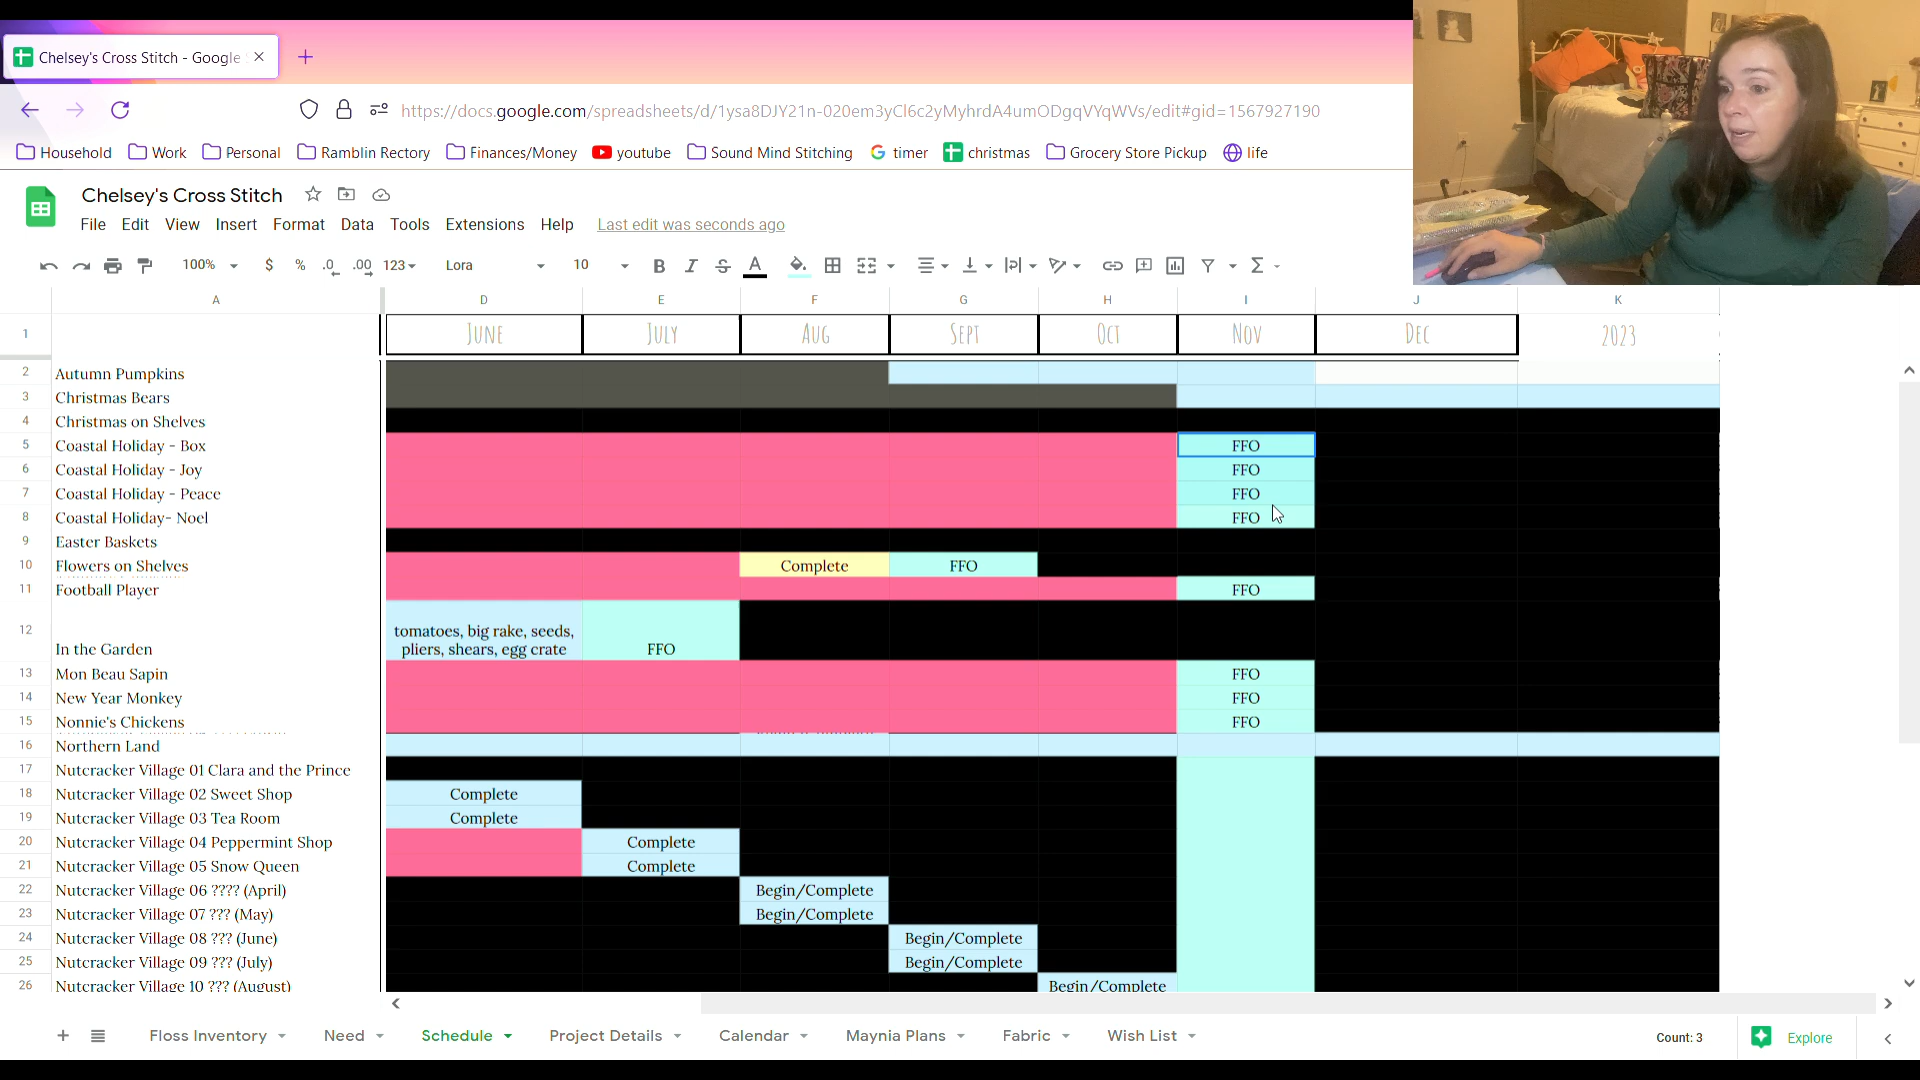 Chelsey's Cross Stitch - Google
https://docs.google.com/spreadsheets/d/1ysa8DJY21n-020em3yCl6c2yMyhrdA4umODgqVYqWVs/edit#gid=1567927190
Household Work Personal Ramblin Rectory Finances/Money youtube Sound Mind Stitching timer christmas Grocery Store Pickup life
Chelsey's Cross Stitch
File Edit View Insert Format Data Tools Extensions Help Last edit was seconds ago
100% $ % .0 .00 123 Lora 10 B I S A
A D E F G H I J K
1 June July Aug Sept Oct Nov Dec 2023
2 Autumn Pumpkins
3 Christmas Bears
4 Christmas on Shelves
5 Coastal Holiday - Box FFO
6 Coastal Holiday - Joy FFO
7 Coastal Holiday - Peace FFO
8 Coastal Holiday- Noel FFO
9 Easter Baskets
10 Flowers on Shelves Complete FFO
11 Football Player FFO
tomatoes, big rake, seeds,
12 In the Garden pliers, shears, egg crate FFO
13 Mon Beau Sapin FFO
14 New Year Monkey FFO
15 Nonnie's Chickens FFO
16 Northern Land
17 Nutcracker Village 01 Clara and the Prince
18 Nutcracker Village 02 Sweet Shop Complete
19 Nutcracker Village 03 Tea Room Complete
20 Nutcracker Village 04 Peppermint Shop Complete
21 Nutcracker Village 05 Snow Queen Complete
22 Nutcracker Village 06 ???? (April) Begin/Complete
23 Nutcracker Village 07 ??? (May) Begin/Complete
24 Nutcracker Village 08 ??? (June) Begin/Complete
25 Nutcracker Village 09 ??? (July) Begin/Complete
26 Nutcracker Village 10 ??? (August) Begin/Complete
Floss Inventory Need Schedule Project Details Calendar Maynia Plans Fabric Wish List Count: 3 Explore